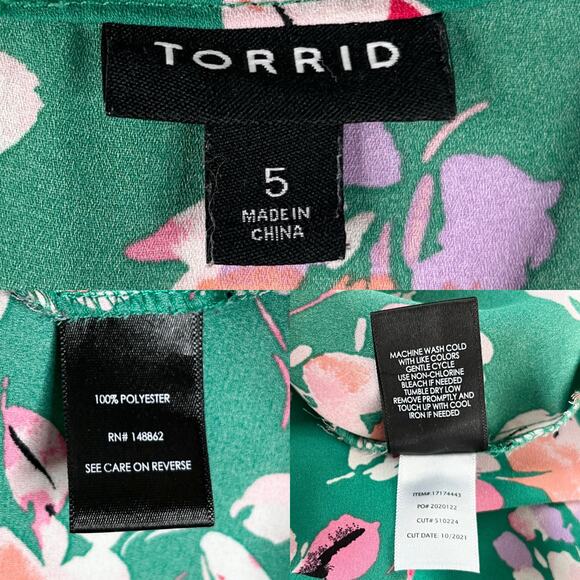 TORRID
5
MADE IN
CHINA
100% POLYESTER
RN# 148862
SEE CARE ON REVERSE
MACHINE WASH COLD
WITH LIKE COLORS
GENTLE CYCLE
USE NON-CHLORINE
BLEACH IF NEEDED
TUMBLE DRY LOW
REMOVE PROMPTLY AND
TOUCH UP WITH COOL
IRON IF NEEDED
ITEM#:17174443
PO# 2020122
CUT# 510224
CUT DATE: 10/2021